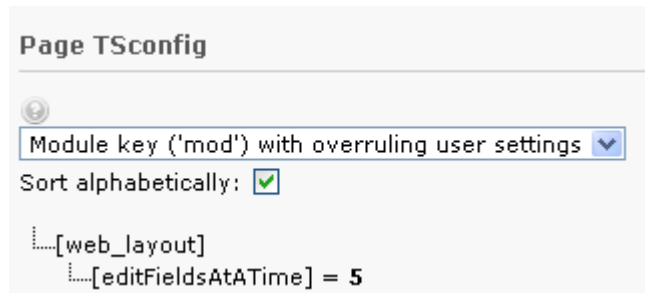 Page TSconfig
Module key ('mod') with overruling user settings
Sort alphabetically:
[web_layout]
[editFieldsAtATime] = 5